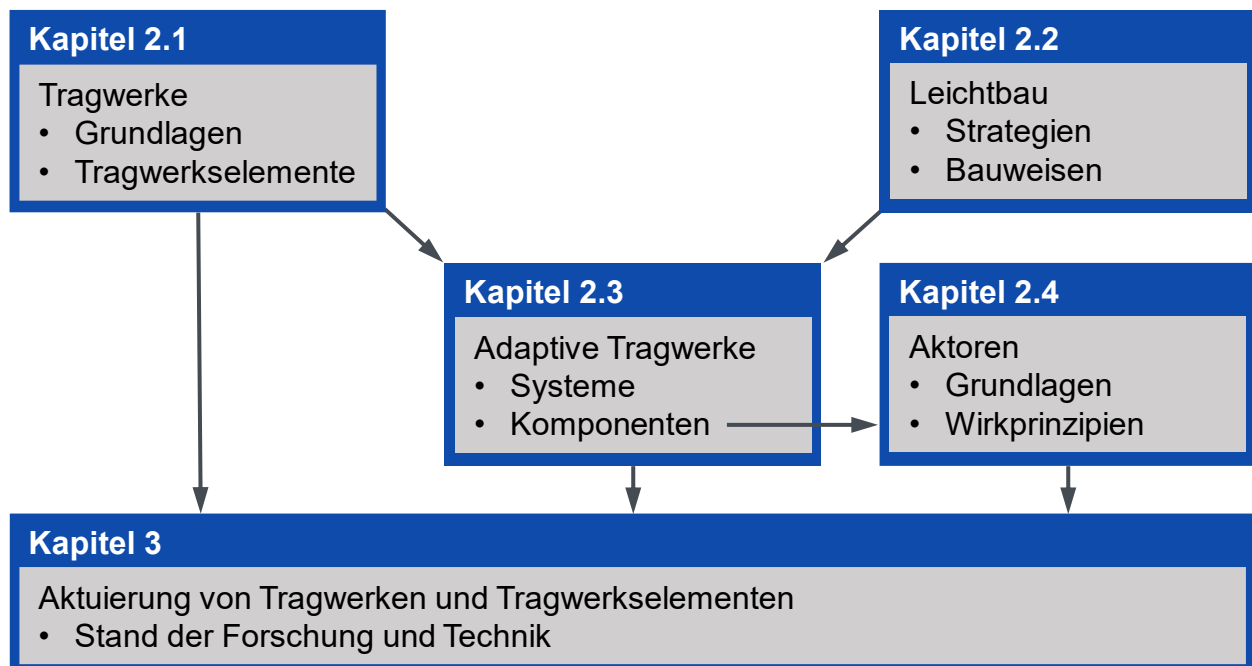 Kapitel 2.1
Tragwerke
• Grundlagen
• Tragwerkselemente
Kapitel 2.2
Leichtbau
• Strategien
• Bauweisen
Kapitel 2.3
Adaptive Tragwerke
• Systeme
• Komponenten
Kapitel 2.4
Aktoren
• Grundlagen
• Wirkprinzipien
Kapitel 3
Aktuierung von Tragwerken und Tragwerkselementen
• Stand der Forschung und Technik